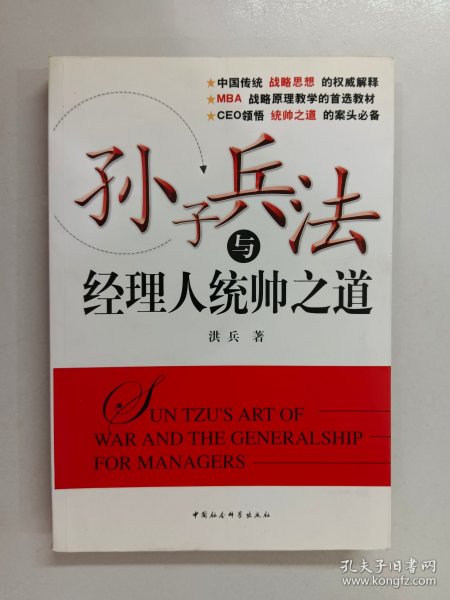 ★中国传统 战略思想 的权威解释
★MBA 战略原理教学的首选教材
★CEO领悟 统帅之道 的案头必备
孙子兵法
与
经理人统帅之道
洪兵 著
SUN TZU'S ART OF
WAR AND THE GENERALSHIP
FOR MANAGERS
中国社会科学出版社
孔夫子旧书网
www.kongfz.com